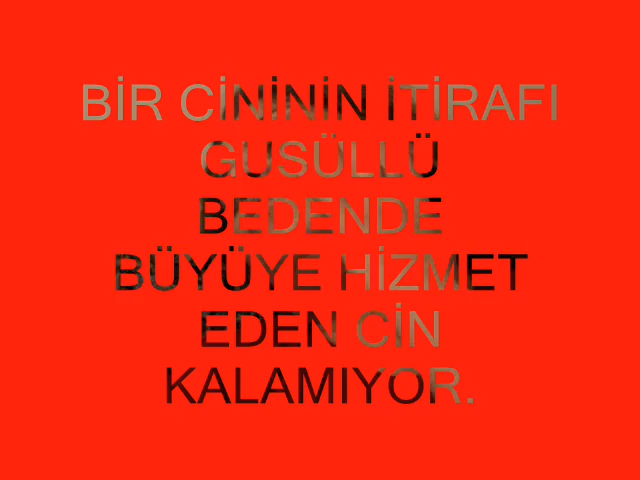 BİR CİNİNİN İTİRAFI
GUSÜLLÜ
BEDENDE
BÜYÜYE HİZMET
EDEN CİN
KALAMIYOR.